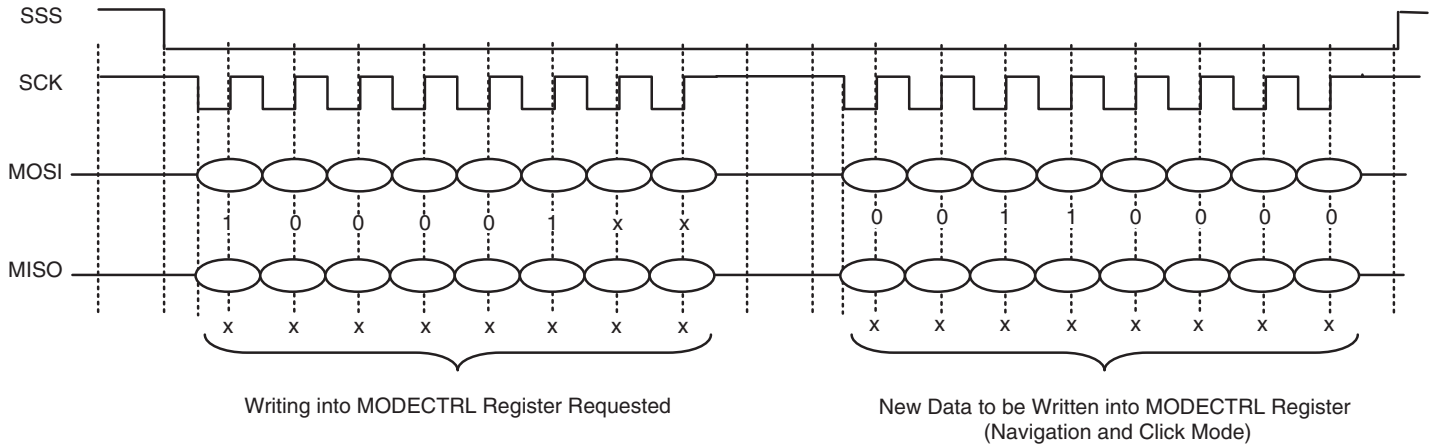 SSS
SCK
MOSI
1 0 0 0 0 1 x x 0 0 1 1 0 0 0 0
MISO
x x x x x x x x x x x x x x x x
Writing into MODECTRL Register Requested
New Data to be Written into MODECTRL Register
(Navigation and Click Mode)